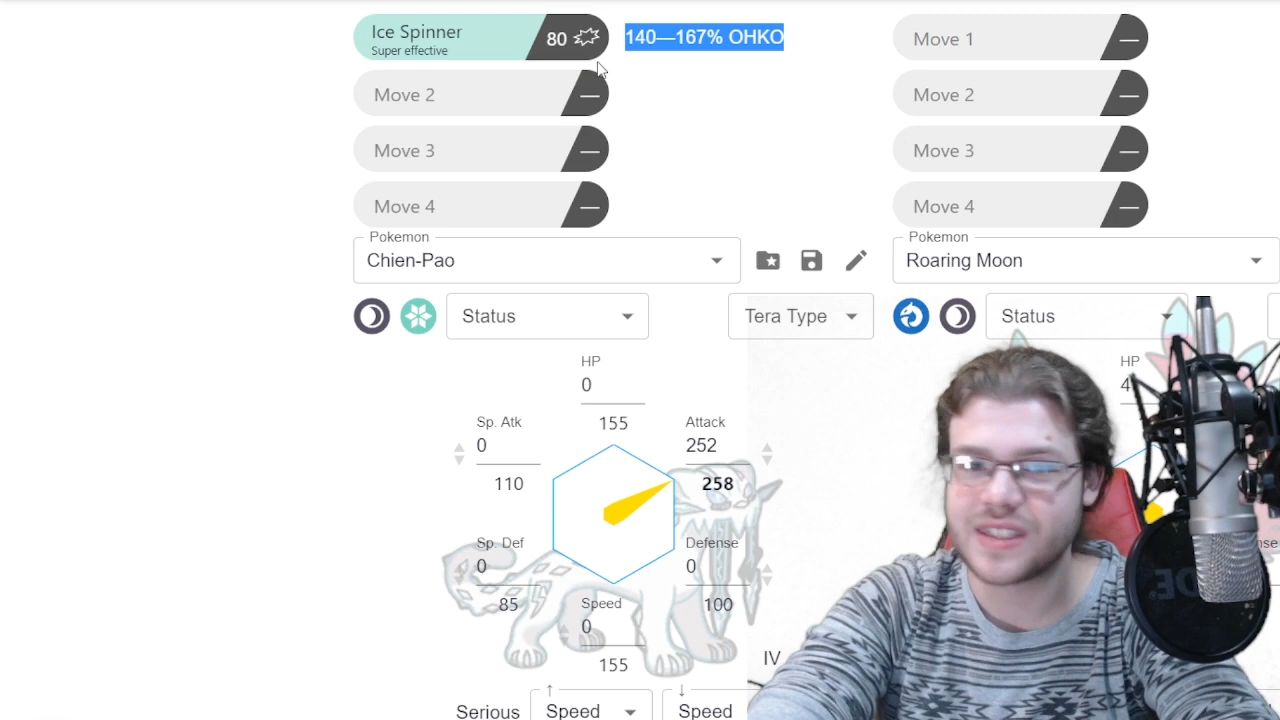 Ice Spinner
Super effective
80
140—167% OHKO
Move 2
Move 3
Move 4
Pokemon
Chien-Pao
Status
Tera Type
HP
0
155
Sp. Atk
0
110
Attack
252
258
Sp. Def
0
85
Defense
0
100
Speed
0
155
IV
Serious
Speed
Speed
Move 1
Move 2
Move 3
Move 4
Pokemon
Roaring Moon
Status
HP
4